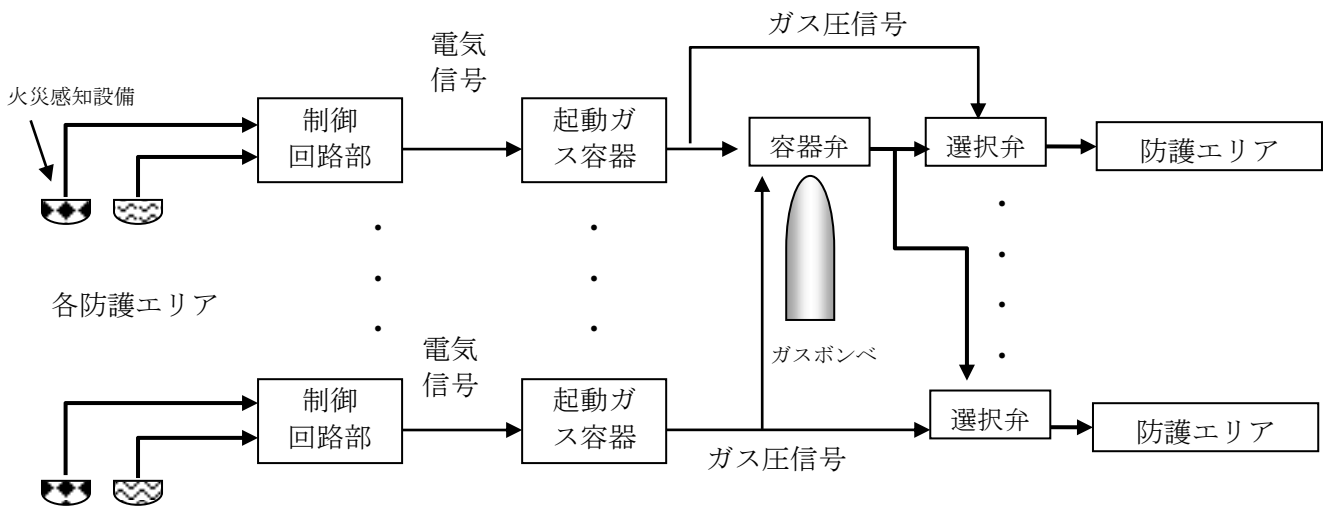 ガス圧信号
電気
信号
火災感知設備
制御
回路部
起動ガ
ス容器
容器弁
選択弁
防護エリア
各防護エリア
ガスボンベ
電気
信号
制御
回路部
起動ガ
ス容器
選択弁
防護エリア
ガス圧信号